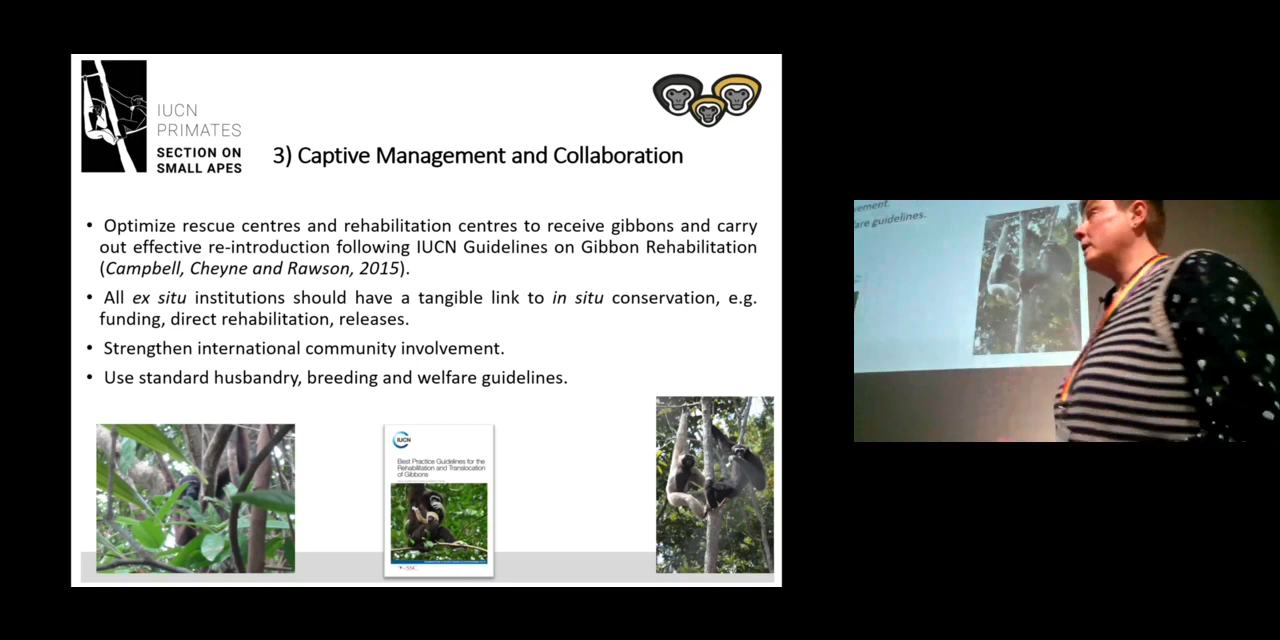 IUCN
PRIMATES
SECTION ON
SMALL APES
3) Captive Management and Collaboration
• Optimize rescue centres and rehabilitation centres to receive gibbons and carry
out effective re-introduction following IUCN Guidelines on Gibbon Rehabilitation
(Campbell, Cheyne and Rawson, 2015).
• All ex situ institutions should have a tangible link to in situ conservation, e.g.
funding, direct rehabilitation, releases.
• Strengthen international community involvement.
• Use standard husbandry, breeding and welfare guidelines.
IUCN
Best Practice Guidelines for the
Rehabilitation and Translocation
of Gibbons
SSC
vement.
are guidelines.